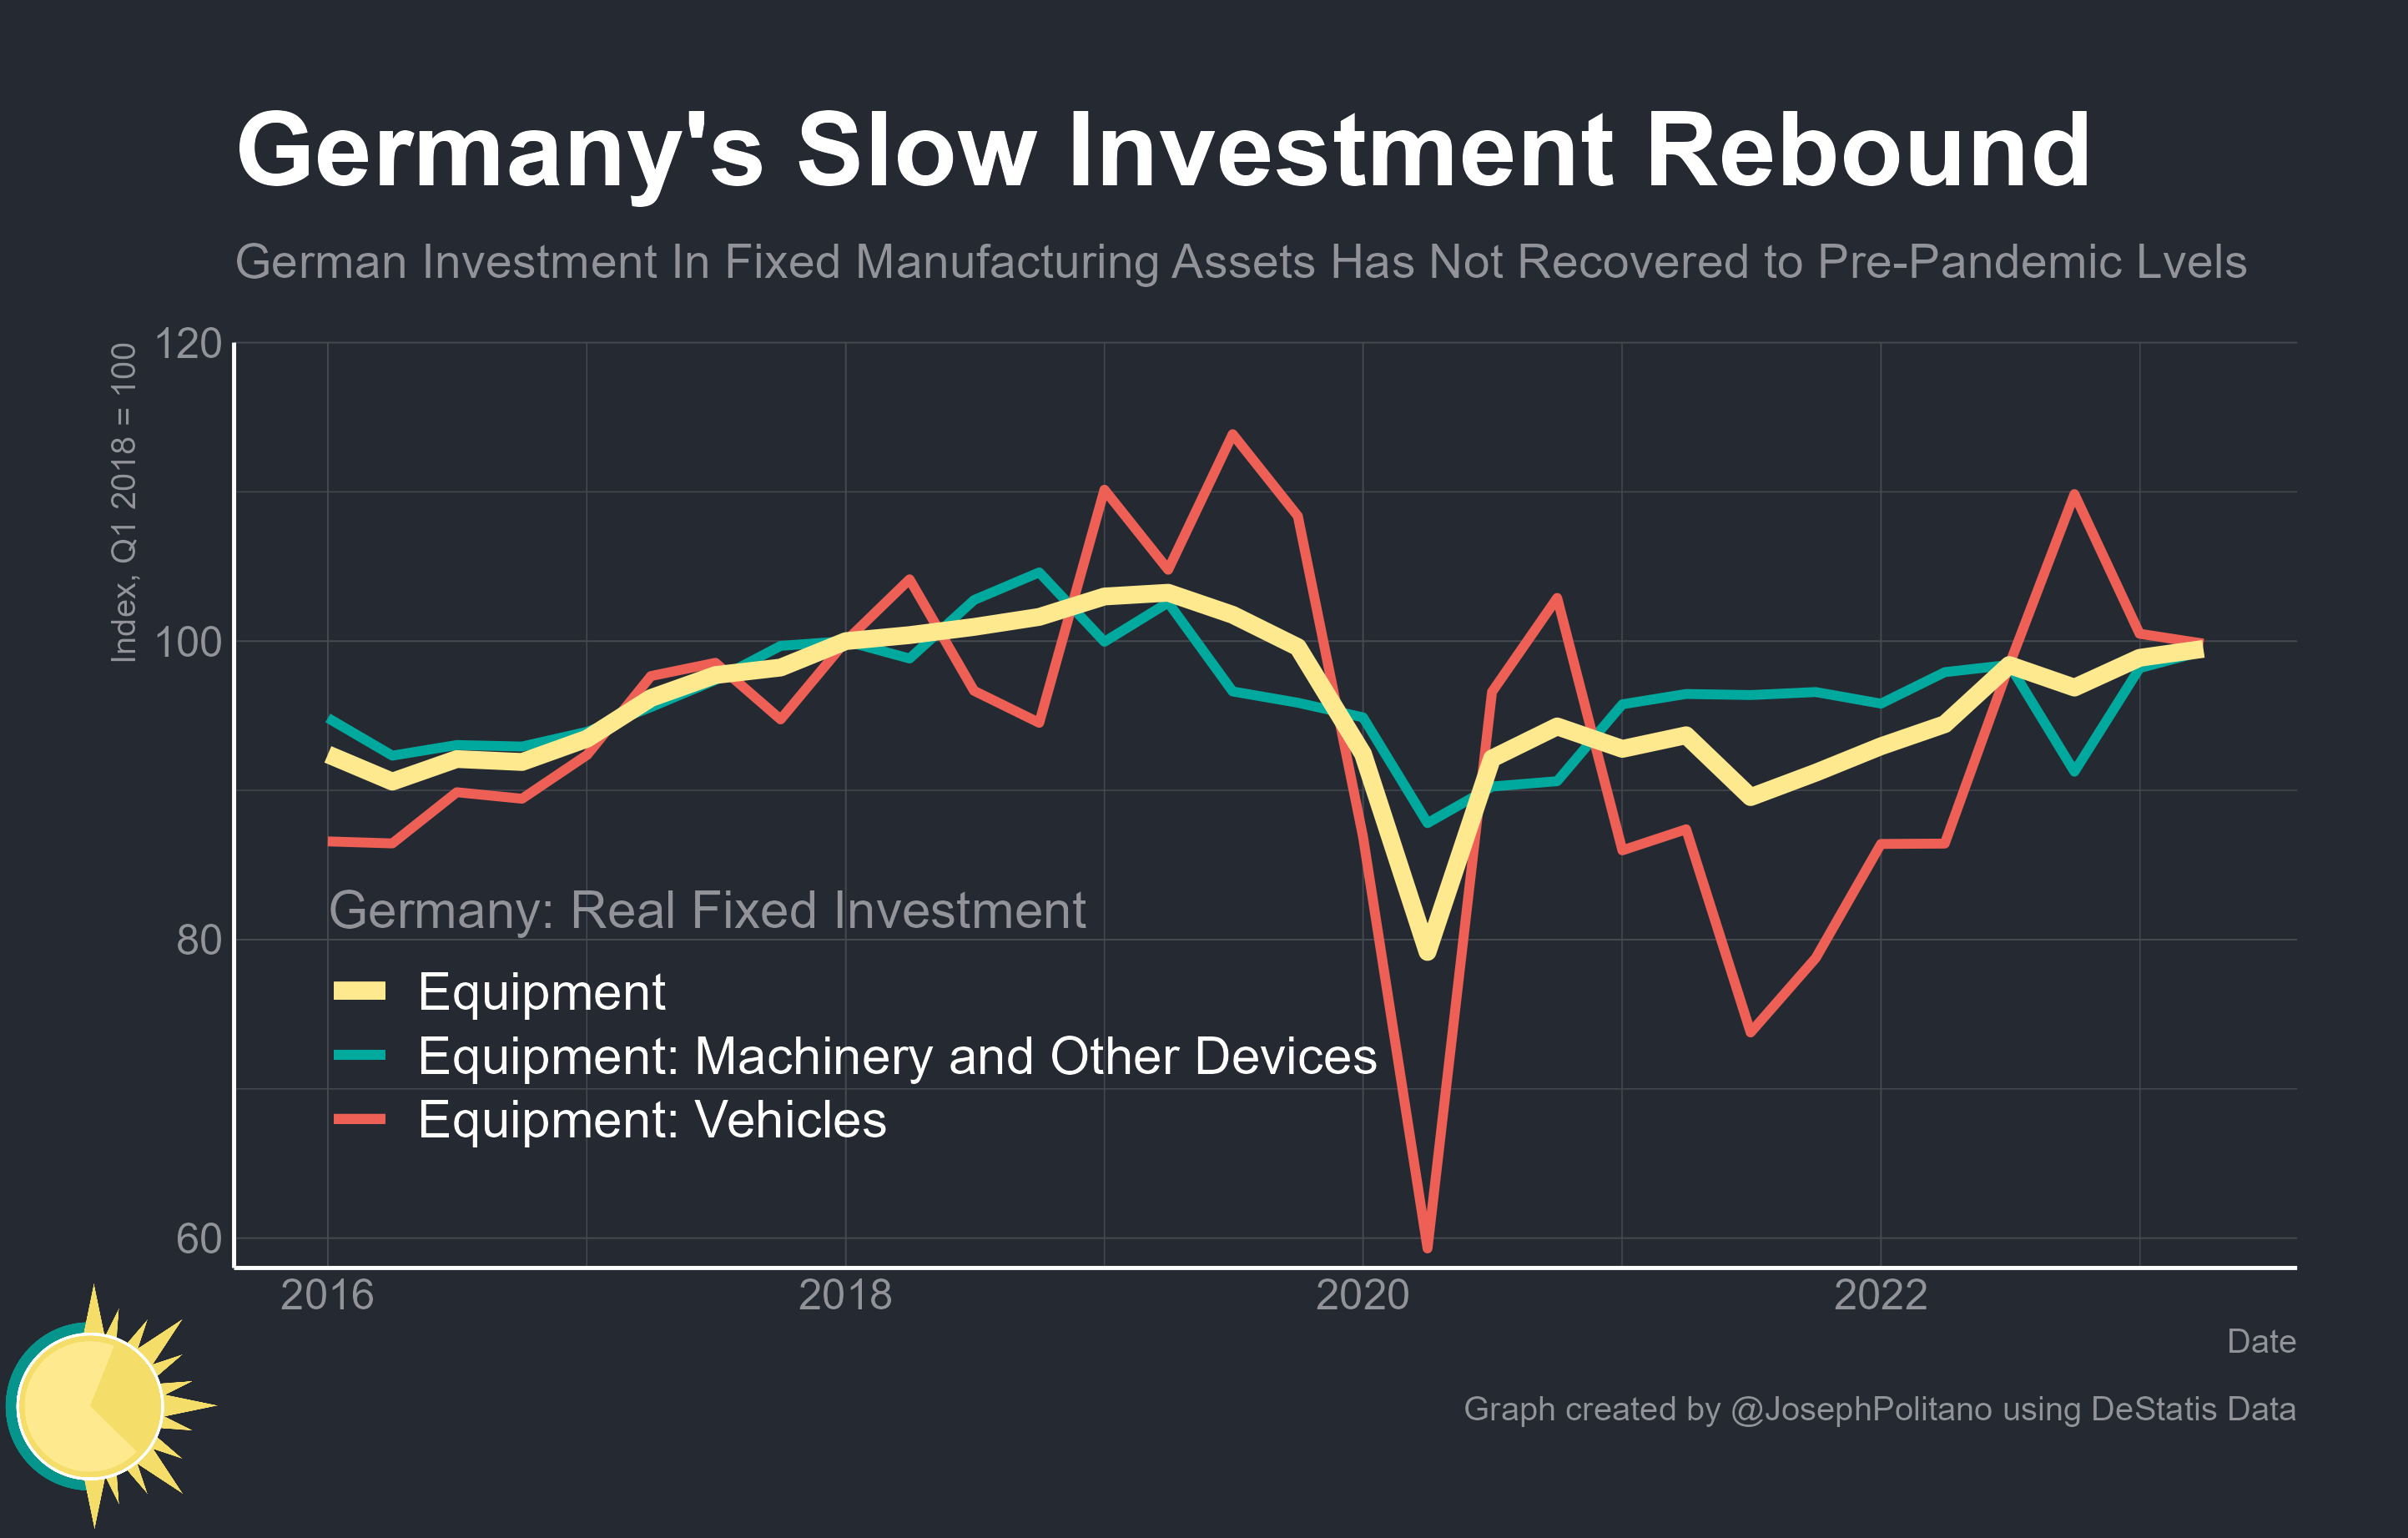 Germany's Slow Investment Rebound
German Investment In Fixed Manufacturing Assets Has Not Recovered to Pre-Pandemic Lvels
Index, Q1 2018 = 100
120
100
80
60
Germany: Real Fixed Investment
Equipment
Equipment: Machinery and Other Devices
Equipment: Vehicles
2016
2018
2020
2022
Date
Graph created by @JosephPolitano using DeStatis Data